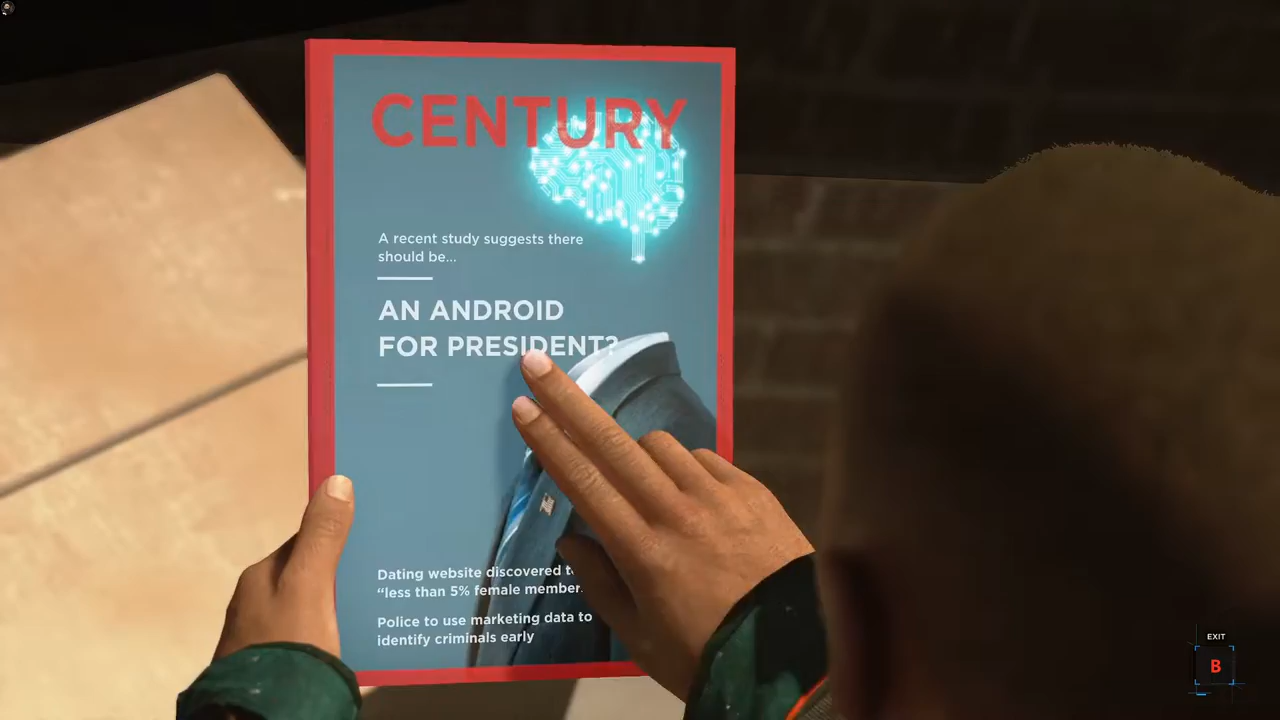 CENTURY
A recent study suggests there
should be...
AN ANDROID
FOR PRESIDENT?
Dating website discovered
“less than 5% female
Police to use marketing data to
identify criminals early
EXIT
B